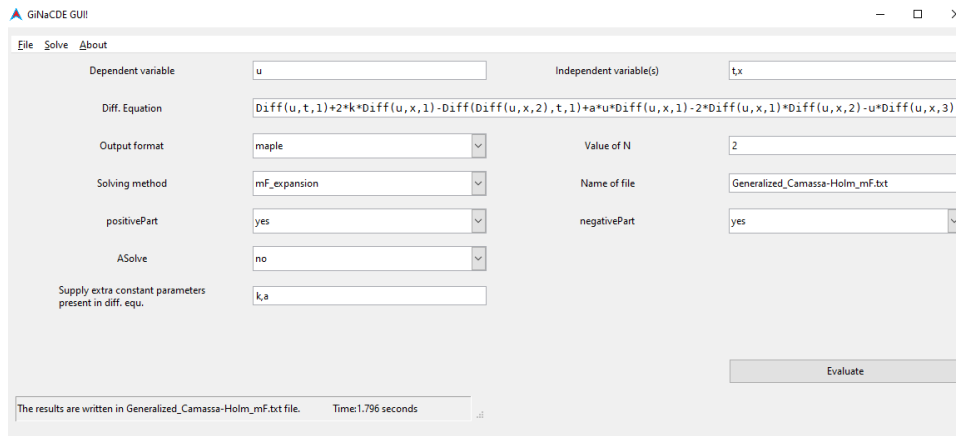 GiNaCDE GUI!
File Solve About
Dependent variable u Independent variable(s) t,x
Diff. Equation Diff(u,t,1)+2*k*Diff(u,x,1)-Diff(Diff(u,x,2),t,1)+a*u*Diff(u,x,1)-2*Diff(u,x,1)*Diff(u,x,2)-u*Diff(u,x,3)
Output format maple Value of N 2
Solving method mF_expansion Name of file Generalized_Camassa-Holm_mF.txt
positivePart yes negativePart yes
ASolve no
Supply extra constant parameters
present in diff. equ. k,a
Evaluate
The results are written in Generalized_Camassa-Holm_mF.txt file. Time:1.796 seconds